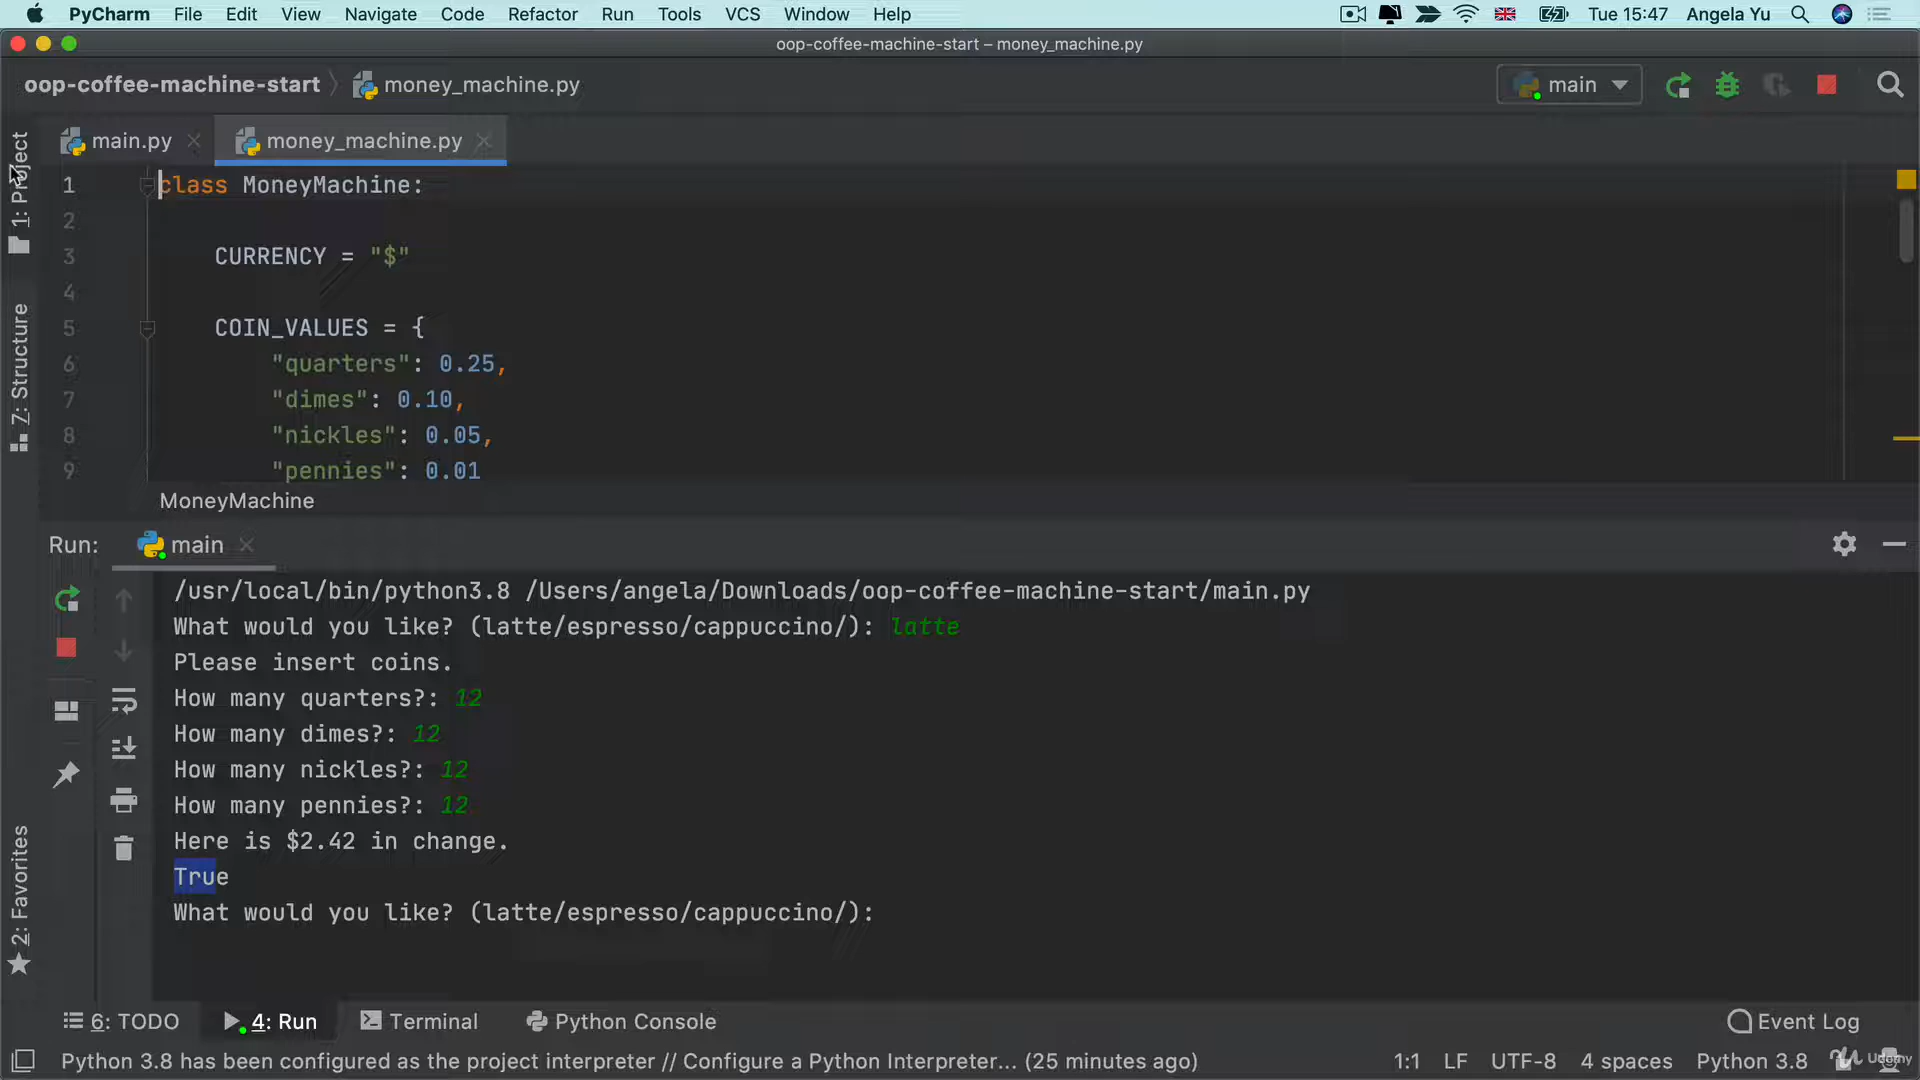 PyCharm File Edit View Navigate Code Refactor Run Tools VCS Window Help Tue 15:47 Angela Yu
oop-coffee-machine-start – money_machine.py
oop-coffee-machine-start money_machine.py main
main.py money_machine.py
1: Project
7: Structure
2: Favorites
1 class MoneyMachine:
2
3 CURRENCY = "$"
4
5 COIN_VALUES = {
6 "quarters": 0.25,
7 "dimes": 0.10,
8 "nickles": 0.05,
9 "pennies": 0.01
MoneyMachine
Run: main
/usr/local/bin/python3.8 /Users/angela/Downloads/oop-coffee-machine-start/main.py
What would you like? (latte/espresso/cappuccino/): latte
Please insert coins.
How many quarters?: 12
How many dimes?: 12
How many nickles?: 12
How many pennies?: 12
Here is $2.42 in change.
True
What would you like? (latte/espresso/cappuccino/):
6: TODO 4: Run Terminal Python Console Event Log
Python 3.8 has been configured as the project interpreter // Configure a Python Interpreter... (25 minutes ago) 1:1 LF UTF-8 4 spaces Python 3.8 Udemy